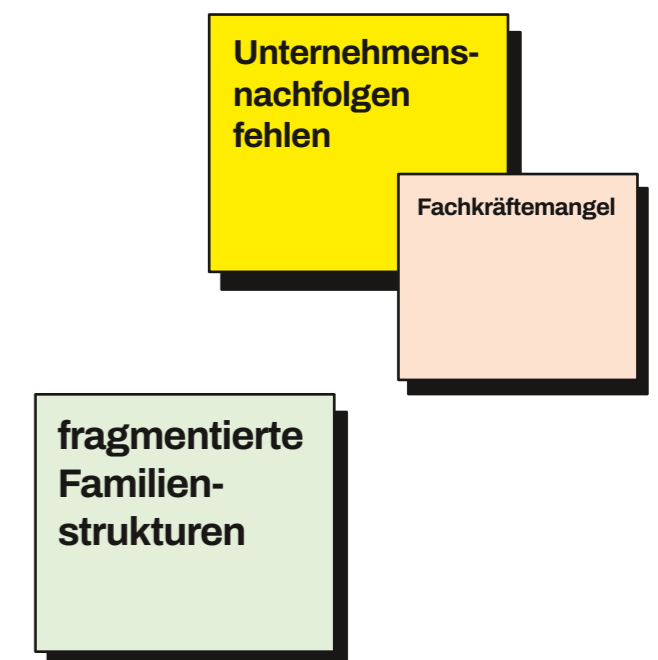 Unternehmens-
nachfolgen
fehlen
Fachkräftemangel
fragmentierte
Familien-
strukturen